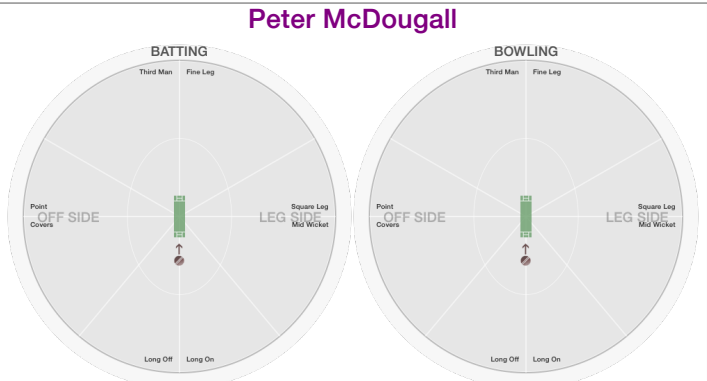 Peter McDougall
BATTING
Third Man Fine Leg
Point
OFF SIDE
Covers
Square Leg
LEG SIDE
Mid Wicket
Long Off Long On
BOWLING
Third Man Fine Leg
Point
OFF SIDE
Covers
Square Leg
LEG SIDE
Mid Wicket
Long Off Long On